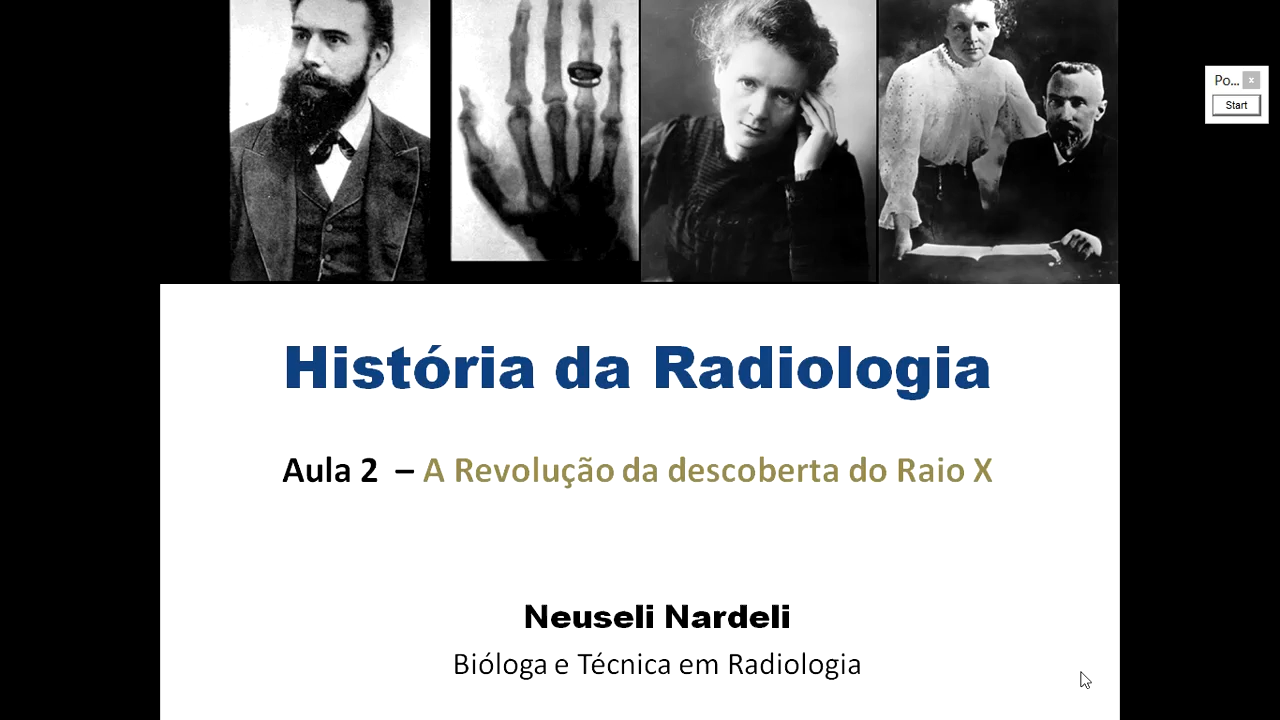 Po... x
Start
História da Radiologia
Aula 2 – A Revolução da descoberta do Raio X
Neuseli Nardeli
Bióloga e Técnica em Radiologia